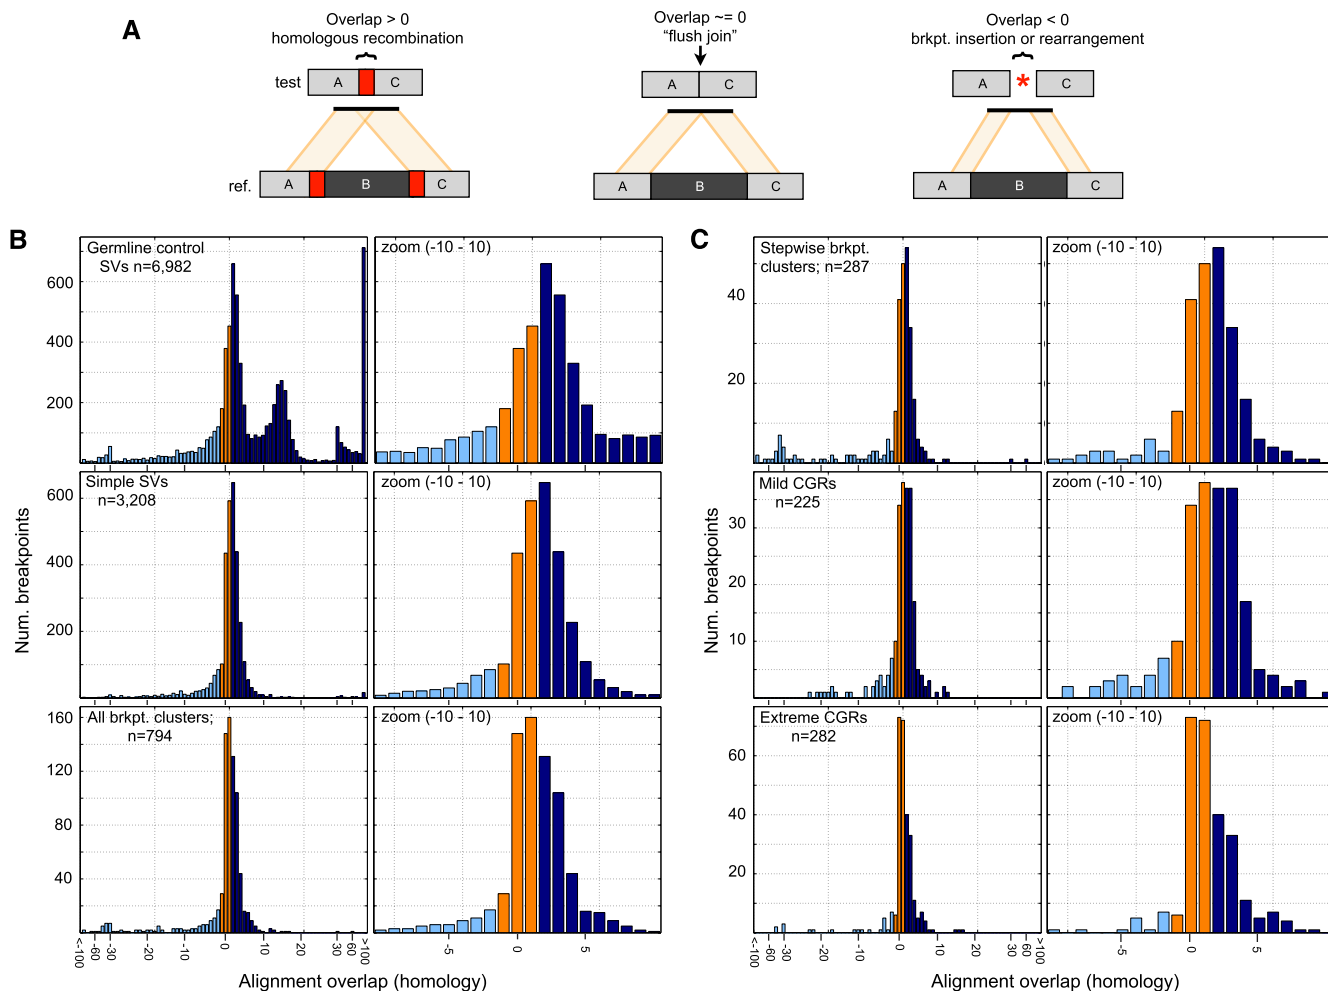 A
Overlap > 0
homologous recombination
test
A
C
ref.
A
B
C
Overlap ~= 0
“flush join”
A
C
A
B
C
Overlap < 0
brkpt. insertion or rearrangement
A
*
C
A
B
C
B
Num. breakpoints
Germline control
SVs n=6,982
600
400
200
zoom (-10 - 10)
Simple SVs
n=3,208
600
400
200
zoom (-10 - 10)
All brkpt. clusters;
n=794
160
120
80
40
zoom (-10 -0 10)
<-100
-60
-30
-20
-10
0
10
20
30
60
>100
-5
0
5
Alignment overlap (homology)
C
Num. breakpoints
Stepwise brkpt.
clusters; n=287
40
20
zoom (-10 - 10)
Mild CGRs
n=225
30
20
10
zoom (-10 - 10)
Extreme CGRs
n=282
60
40
20
zoom (-10 - 10)
<-100
-60
-30
-20
-10
0
10
20
30
60
>100
-5
0
5
Alignment overlap (homology)